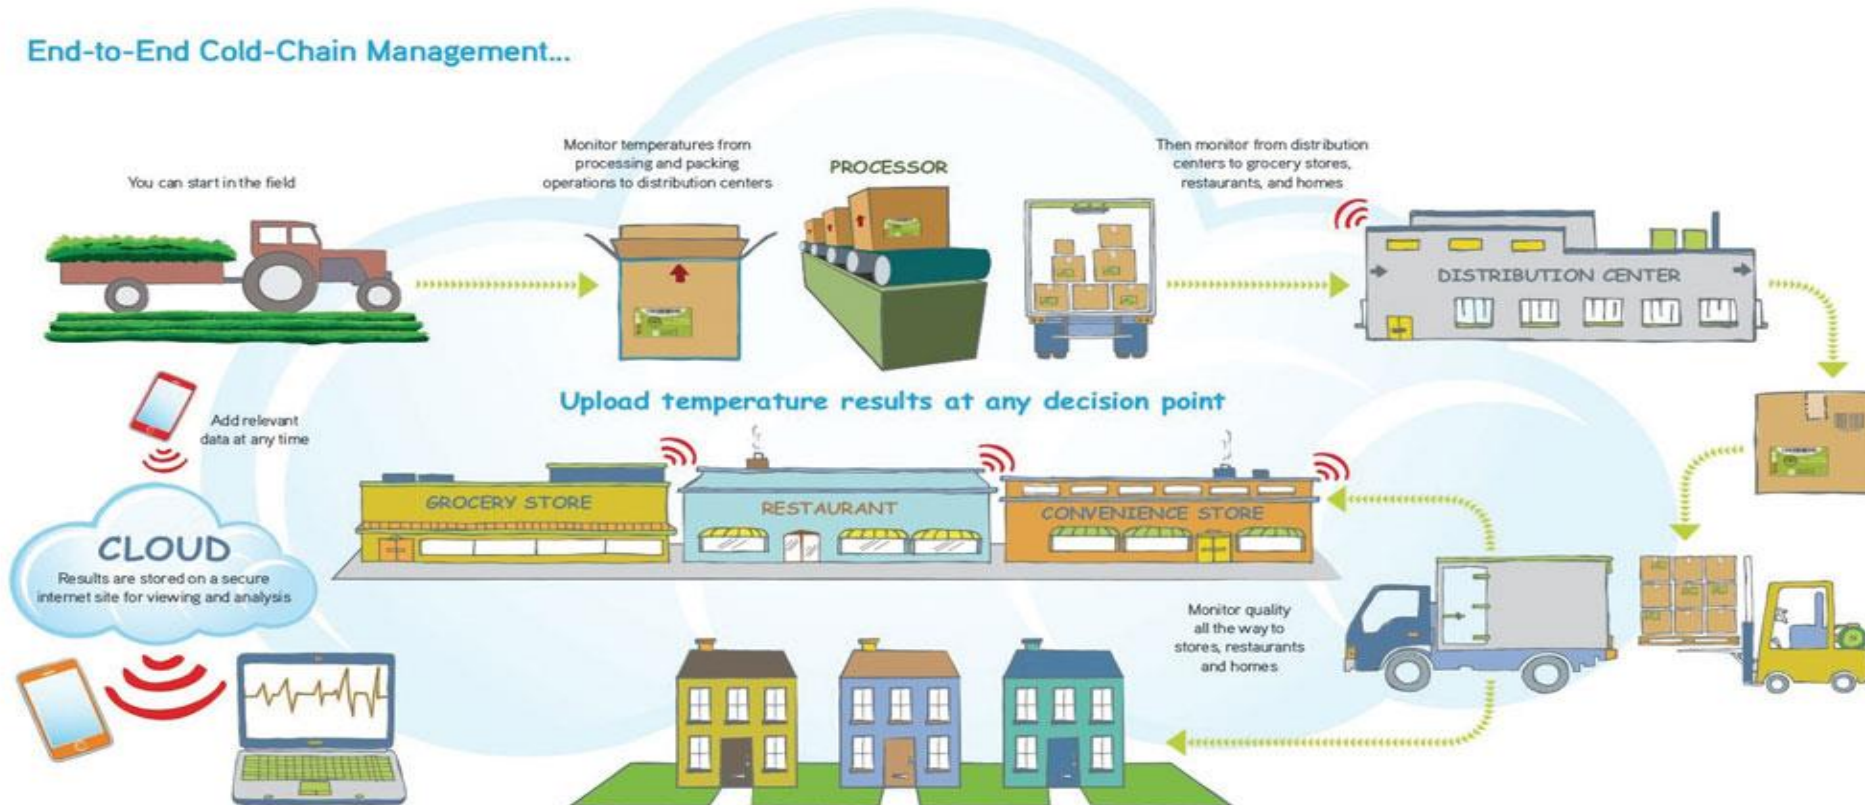 End-to-End Cold-Chain Management...
You can start in the field
Monitor temperatures from
processing and packing
operations to distribution centers
PROCESSOR
Then monitor from distribution
centers to grocery stores,
restaurants, and homes
DISTRIBUTION CENTER
Upload temperature results at any decision point
Add relevant
data at any time
GROCERY STORE
RESTAURANT
CONVENIENCE STORE
CLOUD
Results are stored on a secure
internet site for viewing and analysis
Monitor quality
all the way to
stores, restaurants
and homes